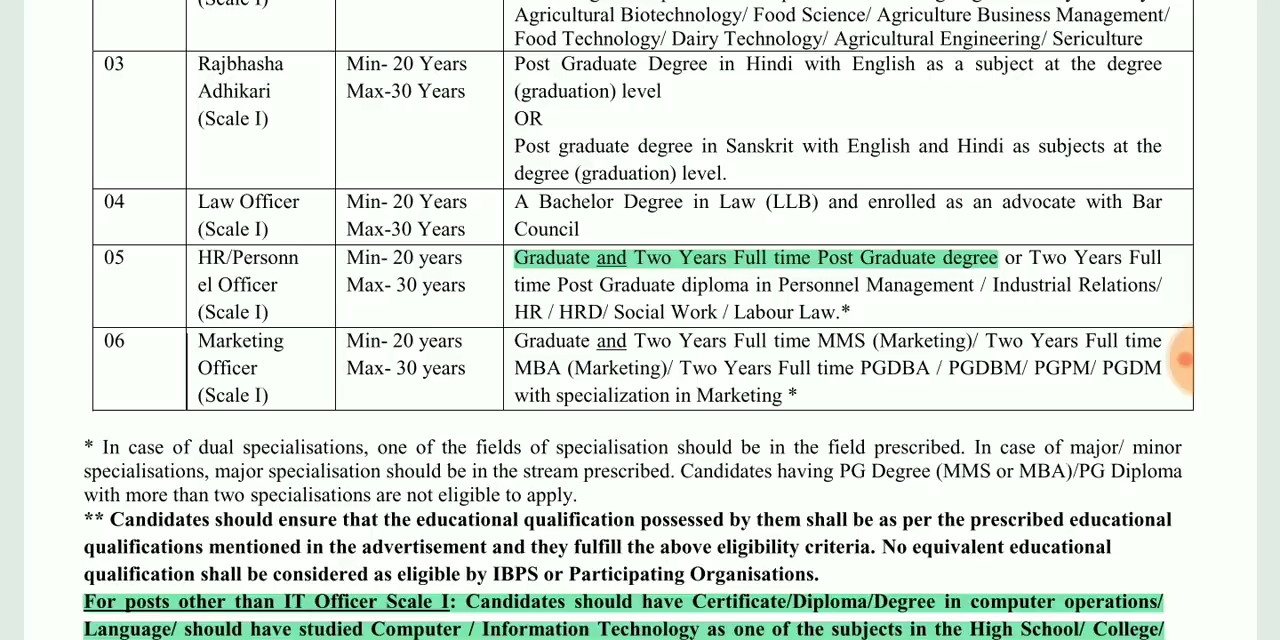 Agricultural Biotechnology/ Food Science/ Agriculture Business Management/
Food Technology/ Dairy Technology/ Agricultural Engineering/ Sericulture
03
Rajbhasha
Adhikari
(Scale I)
Min- 20 Years
Max-30 Years
Post Graduate Degree in Hindi with English as a subject at the degree
(graduation) level
OR
Post graduate degree in Sanskrit with English and Hindi as subjects at the
degree (graduation) level.
04
Law Officer
(Scale I)
Min- 20 Years
Max-30 Years
A Bachelor Degree in Law (LLB) and enrolled as an advocate with Bar
Council
05
HR/Personn
el Officer
(Scale I)
Min- 20 years
Max- 30 years
Graduate and Two Years Full time Post Graduate degree or Two Years Full
time Post Graduate diploma in Personnel Management / Industrial Relations/
HR / HRD/ Social Work / Labour Law.*
06
Marketing
Officer
(Scale I)
Min- 20 years
Max- 30 years
Graduate and Two Years Full time MMS (Marketing)/ Two Years Full time
MBA (Marketing)/ Two Years Full time PGDBA / PGDBM/ PGPM/ PGDM
with specialization in Marketing *
* In case of dual specialisations, one of the fields of specialisation should be in the field prescribed. In case of major/ minor
specialisations, major specialisation should be in the stream prescribed. Candidates having PG Degree (MMS or MBA)/PG Diploma
with more than two specialisations are not eligible to apply.
** Candidates should ensure that the educational qualification possessed by them shall be as per the prescribed educational
qualifications mentioned in the advertisement and they fulfill the above eligibility criteria. No equivalent educational
qualification shall be considered as eligible by IBPS or Participating Organisations.
For posts other than IT Officer Scale I: Candidates should have Certificate/Diploma/Degree in computer operations/
Language/ should have studied Computer / Information Technology as one of the subjects in the High School/ College/